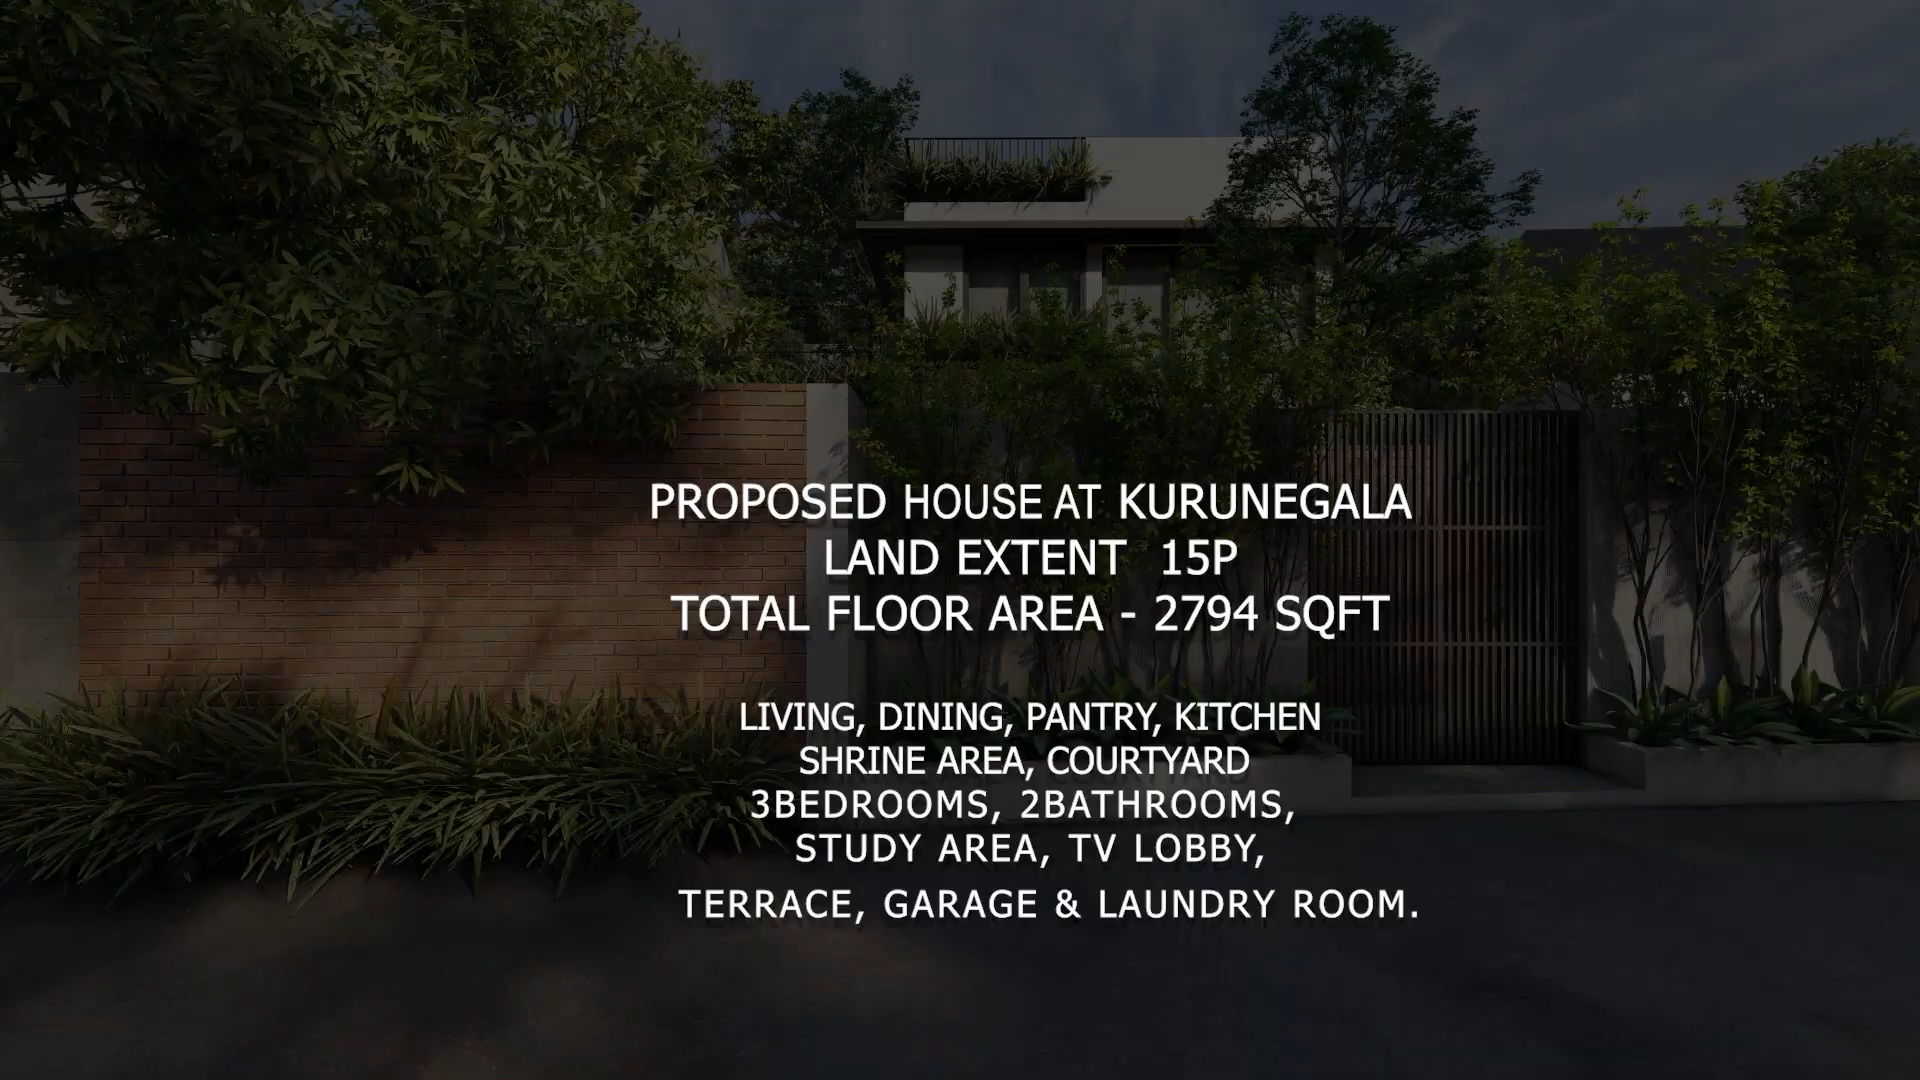 PROPOSED HOUSE AT KURUNEGALA
LAND EXTENT 15P
TOTAL FLOOR AREA - 2794 SQFT
LIVING, DINING, PANTRY, KITCHEN
SHRINE AREA, COURTYARD
3BEDROOMS, 2BATHROOMS,
STUDY AREA, TV LOBBY,
TERRACE, GARAGE & LAUNDRY ROOM.